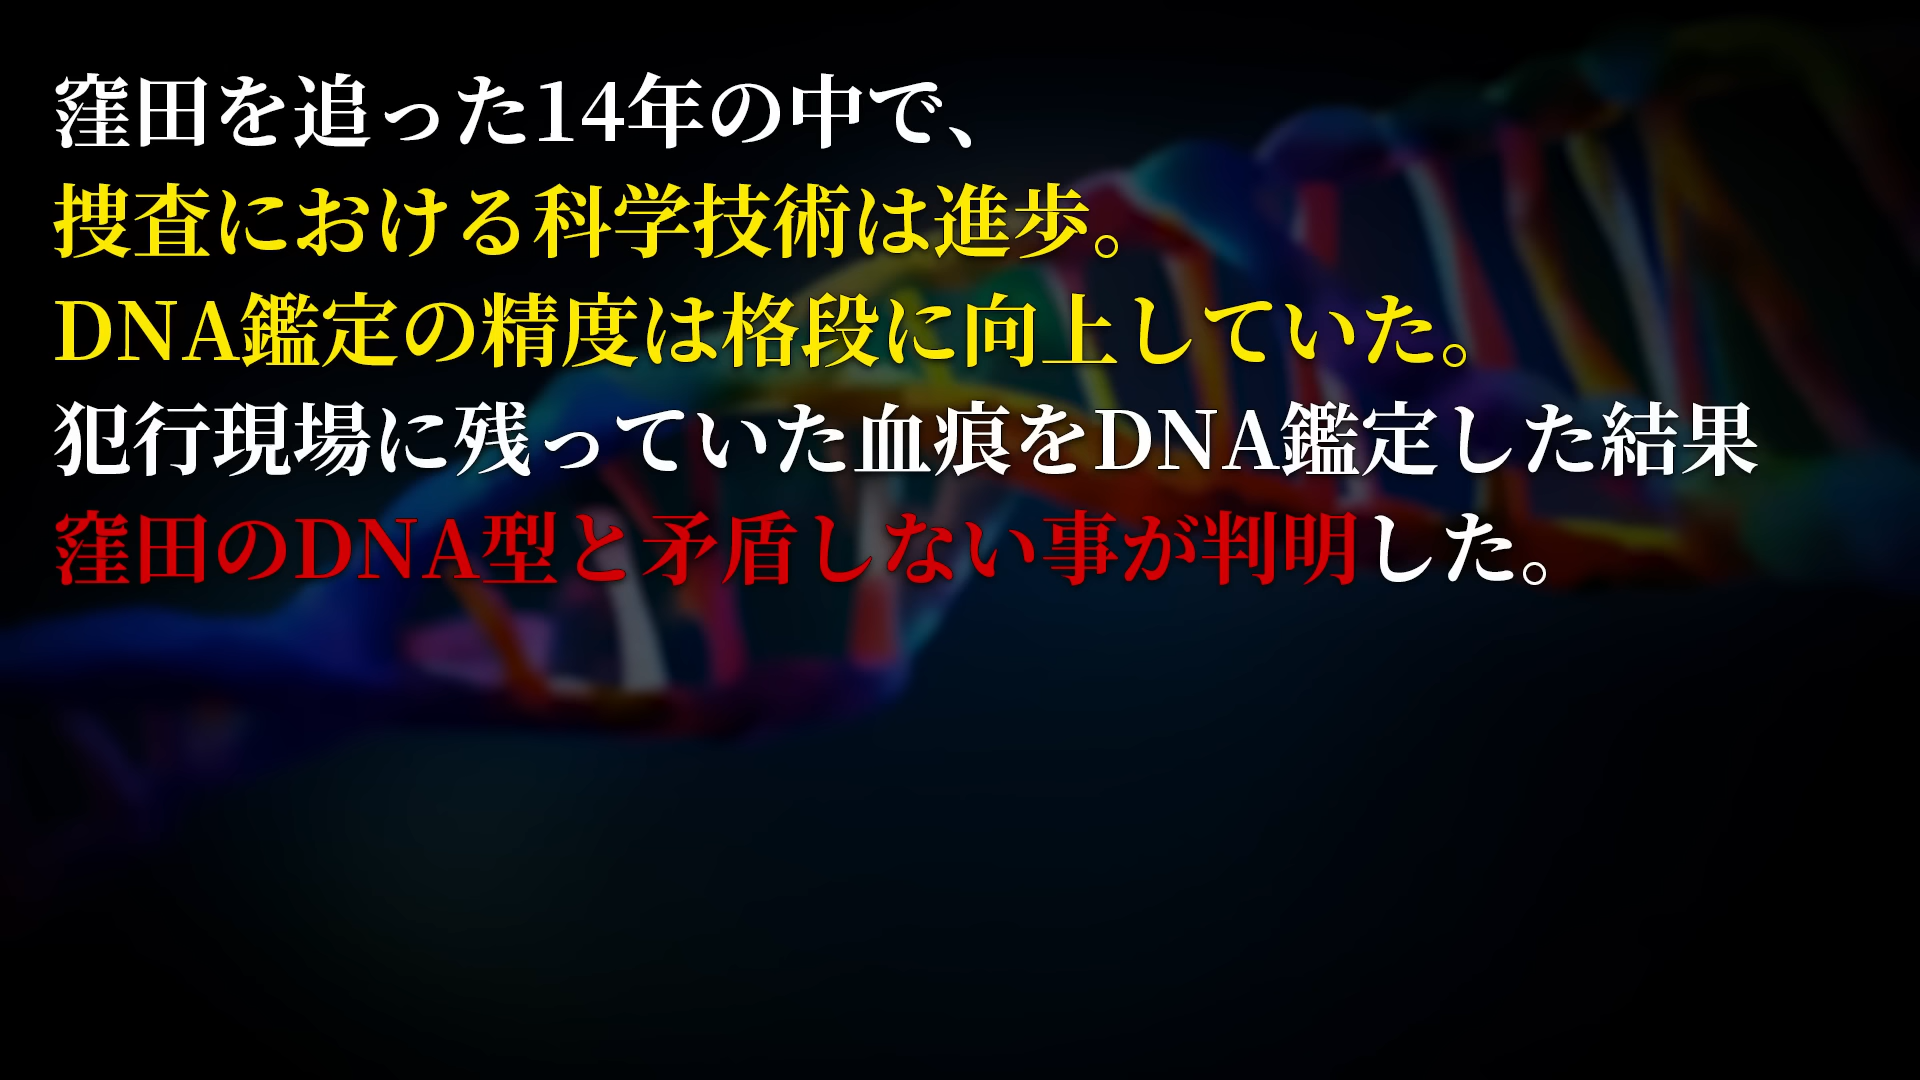 窪田を追った14年の中で、
捜査における科学技術は進歩。
DNA鑑定の精度は格段に向上していた。
犯行現場に残っていた血痕をDNA鑑定した結果
窪田のDNA型と矛盾しない事が判明した。